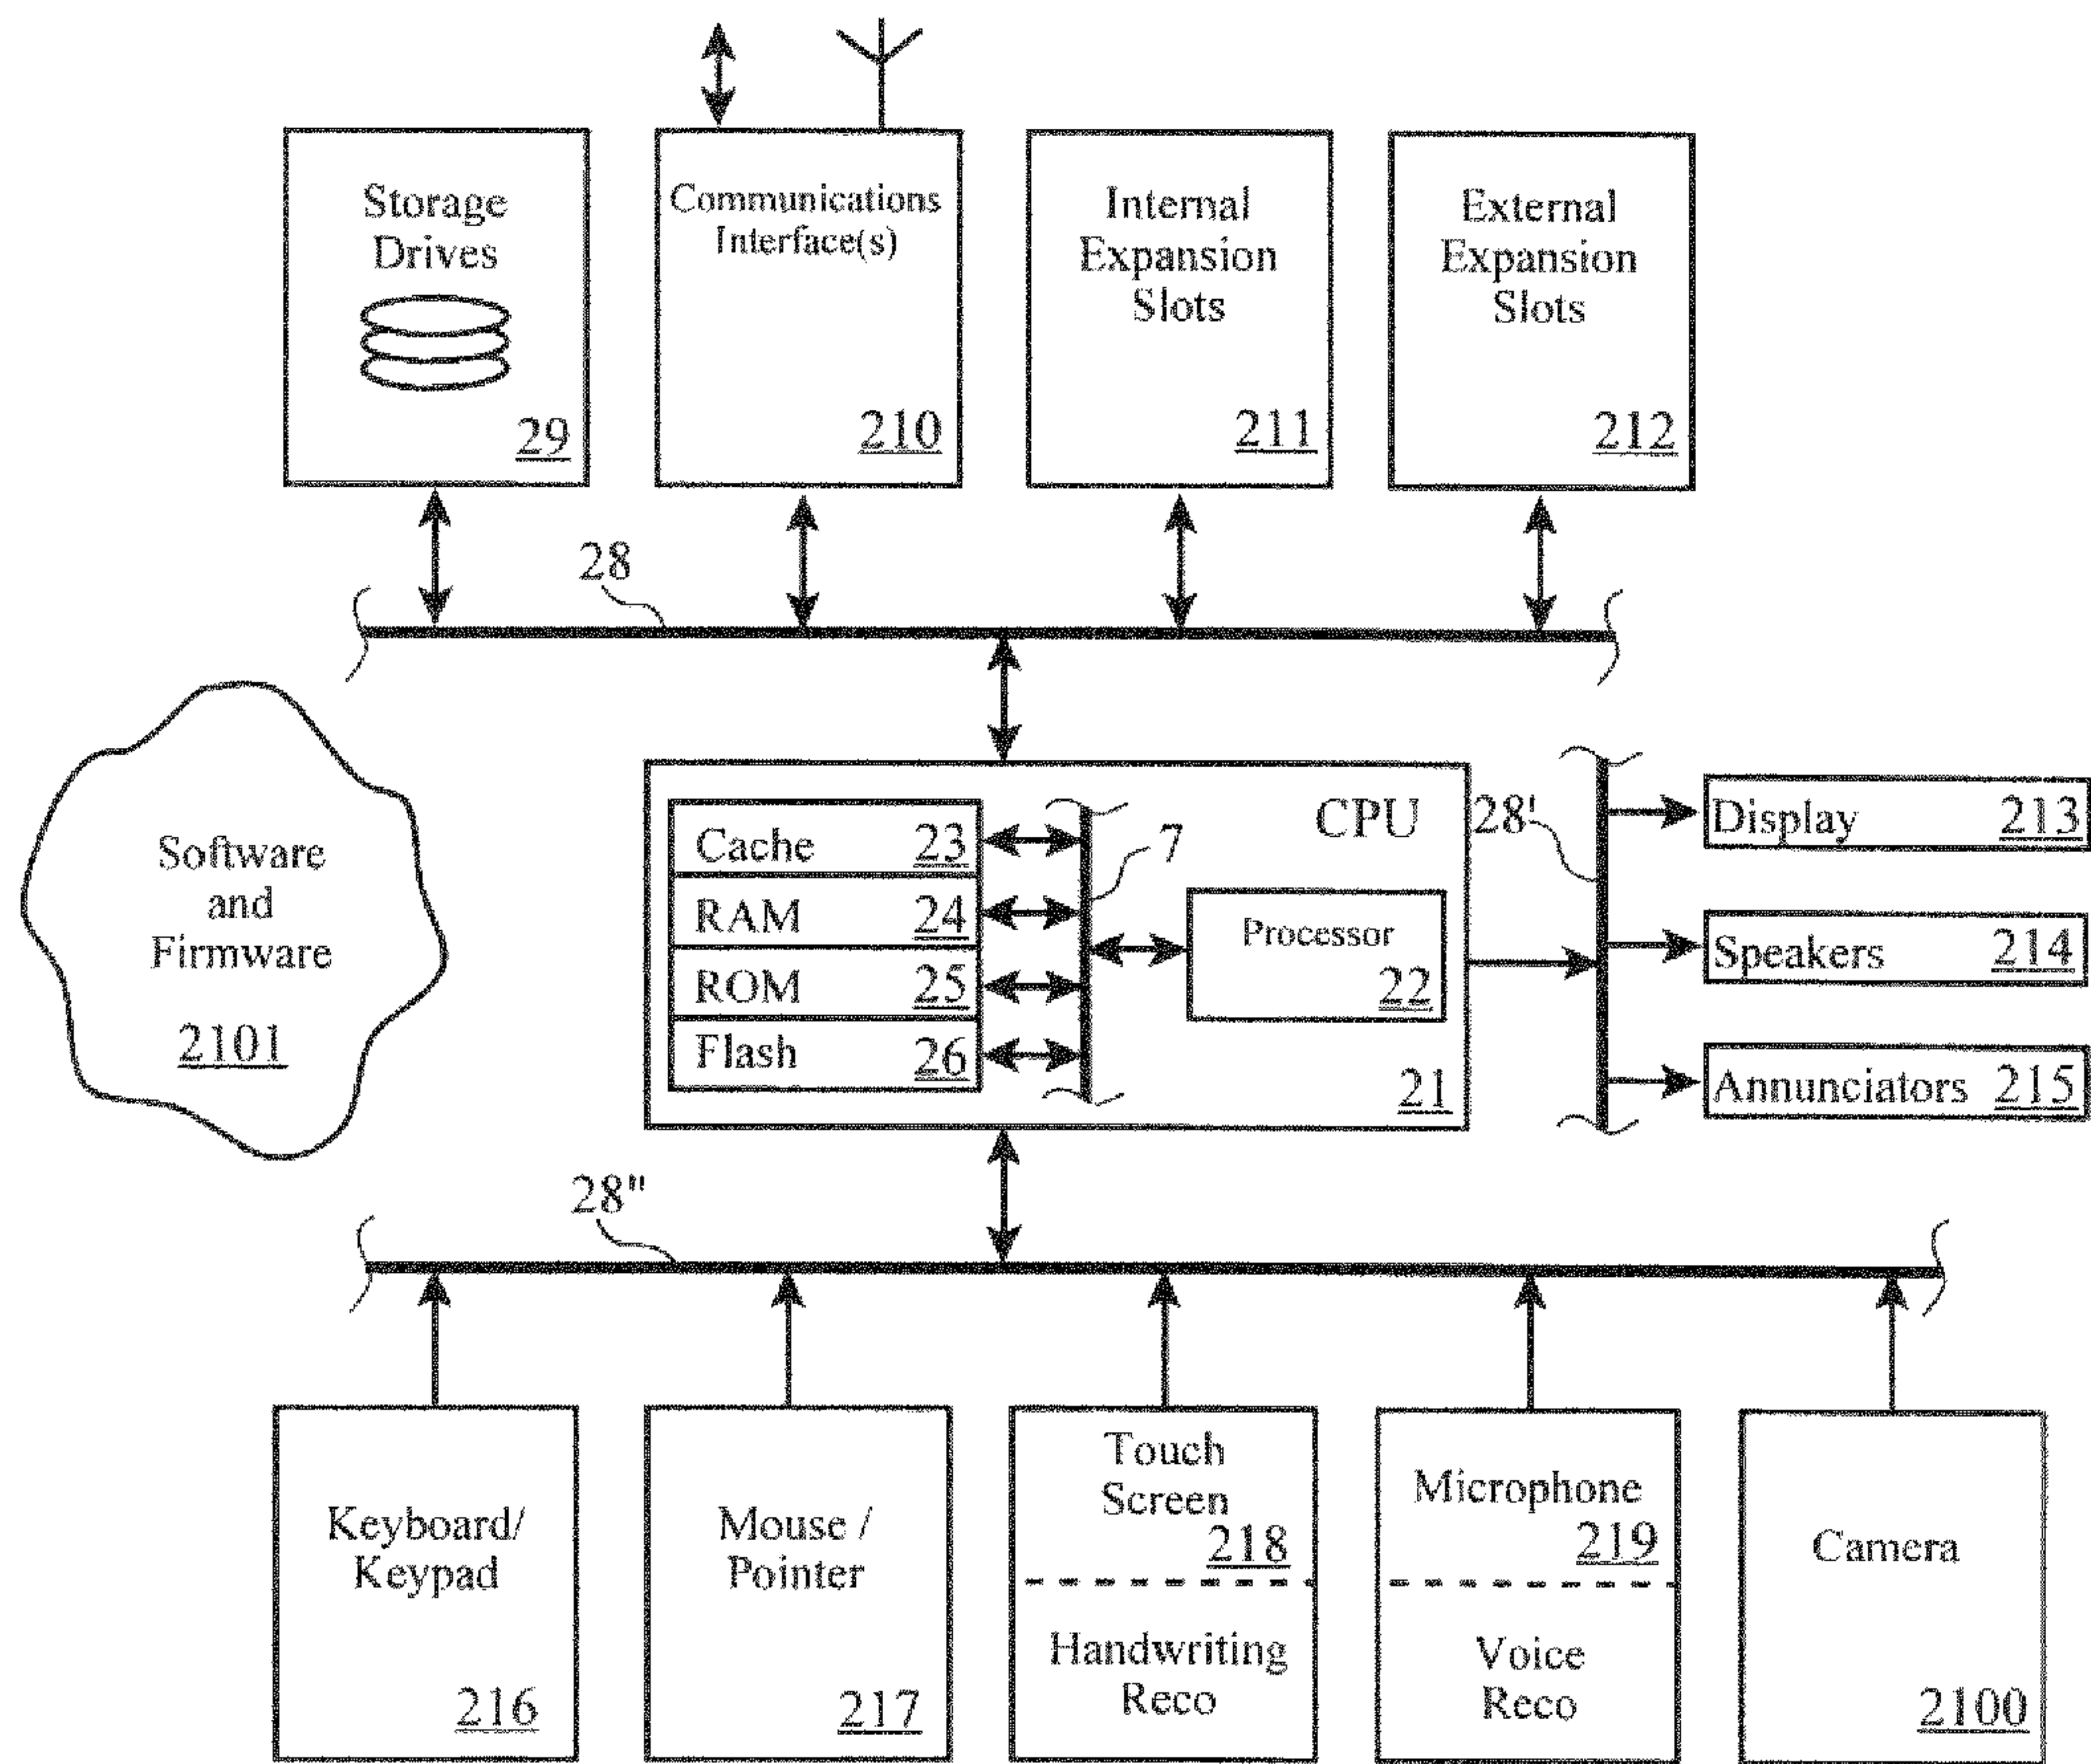 Storage
Drives
29
Communications
Interface(s)
210
Internal
Expansion
Slots
211
External
Expansion
Slots
212
28
Software
and
Firmware
2101
CPU
Cache 23
RAM 24
ROM 25
Flash 26
7
Processor
22
21
28'
Display 213
Speakers 214
Annunciators 215
28"
Keyboard/
Keypad
216
Mouse /
Pointer
217
Touch
Screen
218
Handwriting
Reco
Microphone
219
Voice
Reco
Camera
2100